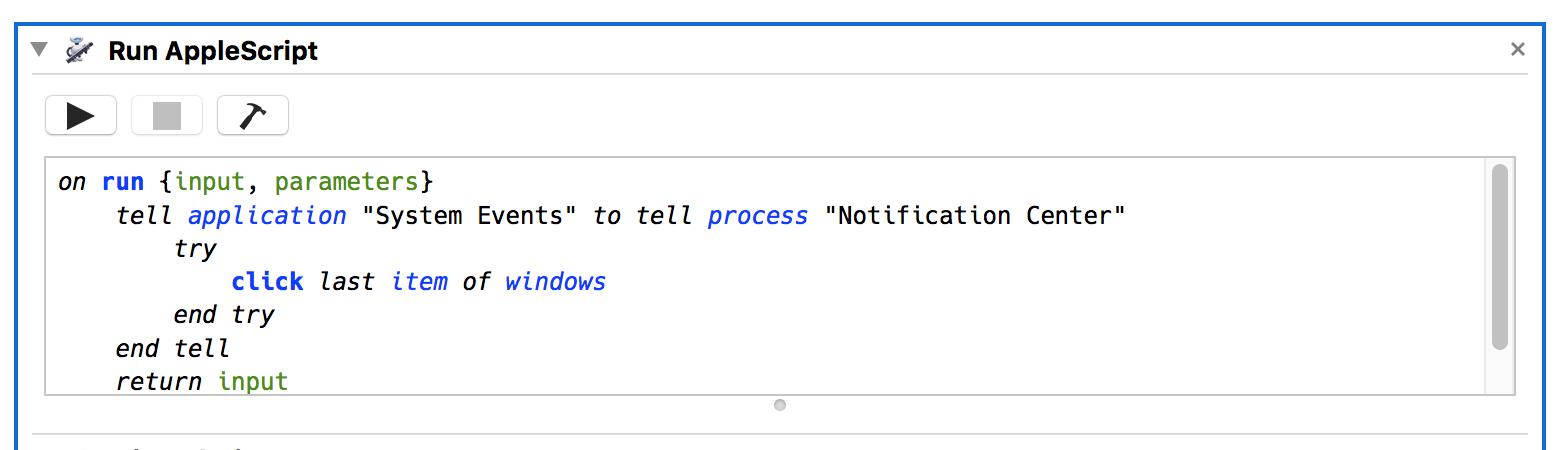 Run AppleScript
on run {input, parameters}
tell application "System Events" to tell process "Notification Center"
try
click last item of windows
end try
end tell
return input